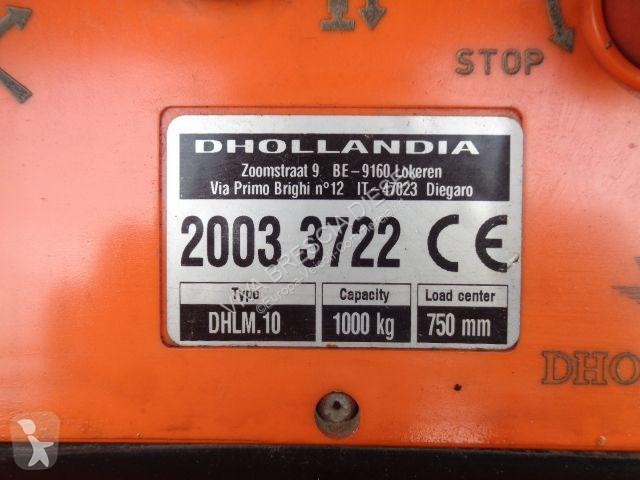 STOP
DHOLLANDIA
Zoomstraat 9 BE-9160 Lokeren
Via Primo Brighi n°12 IT-47023 Diegaro
2003 3722 CE
Type Capacity Load center
DHLM.10 1000 kg 750 mm
DHO